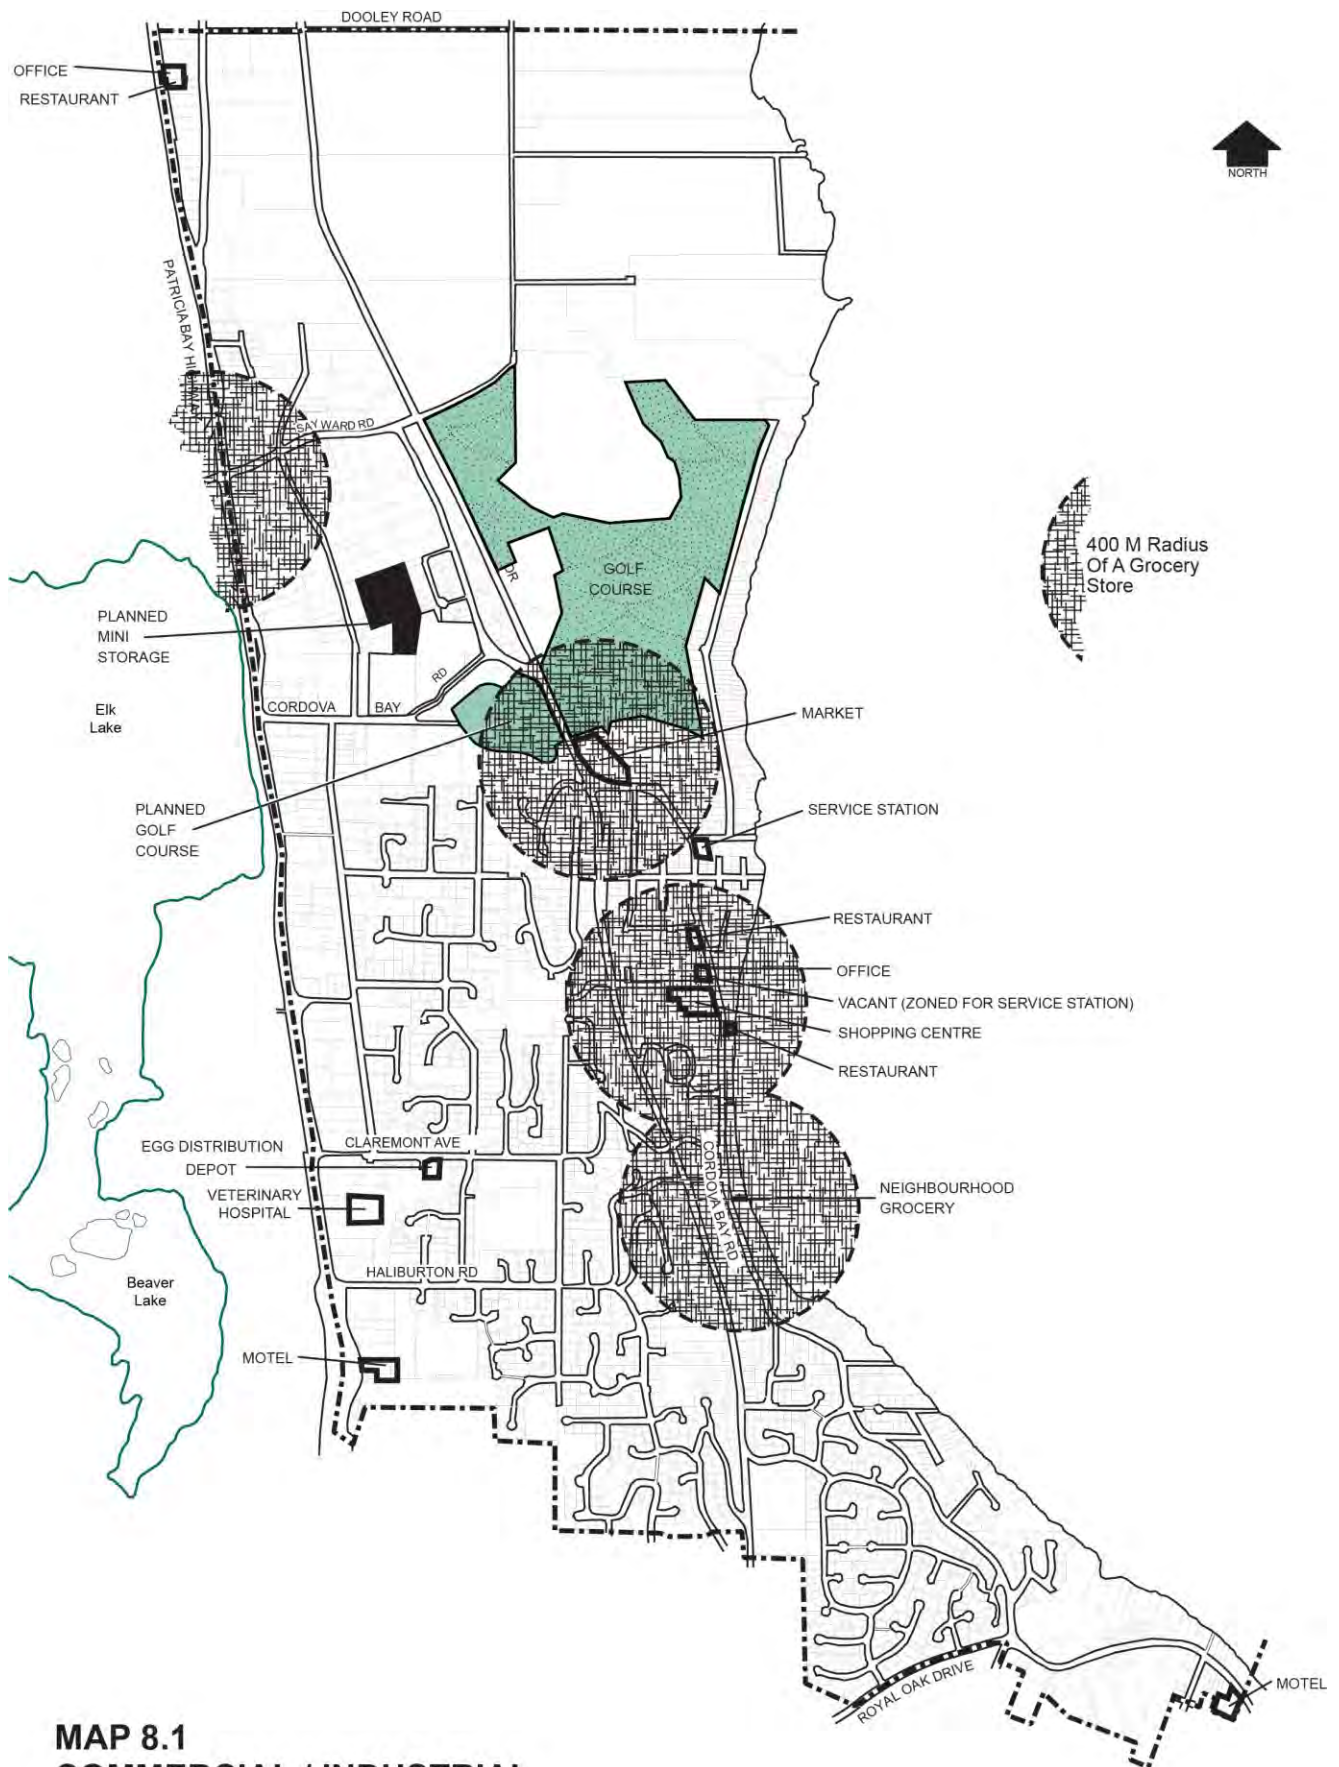 DOOLEY ROAD
OFFICE
RESTAURANT
NORTH
PATRICIA BAY
SAYWARD RD
400 M Radius
Of A Grocery
Store
GOLF
COURSE
DR
PLANNED
MINI
STORAGE
RD
CORDOVA BAY
Elk
Lake
MARKET
PLANNED
GOLF
COURSE
SERVICE STATION
RESTAURANT
OFFICE
VACANT (ZONED FOR SERVICE STATION)
SHOPPING CENTRE
RESTAURANT
EGG DISTRIBUTION
DEPOT
CLAREMONT AVE
VETERINARY
HOSPITAL
CORDOVA BAY RD
NEIGHBOURHOOD
GROCERY
HALIBURTON RD
Beaver
Lake
MOTEL
ROYAL OAK DRIVE
MOTEL
MAP 8.1
COMMERCIAL / INDUSTRIAL